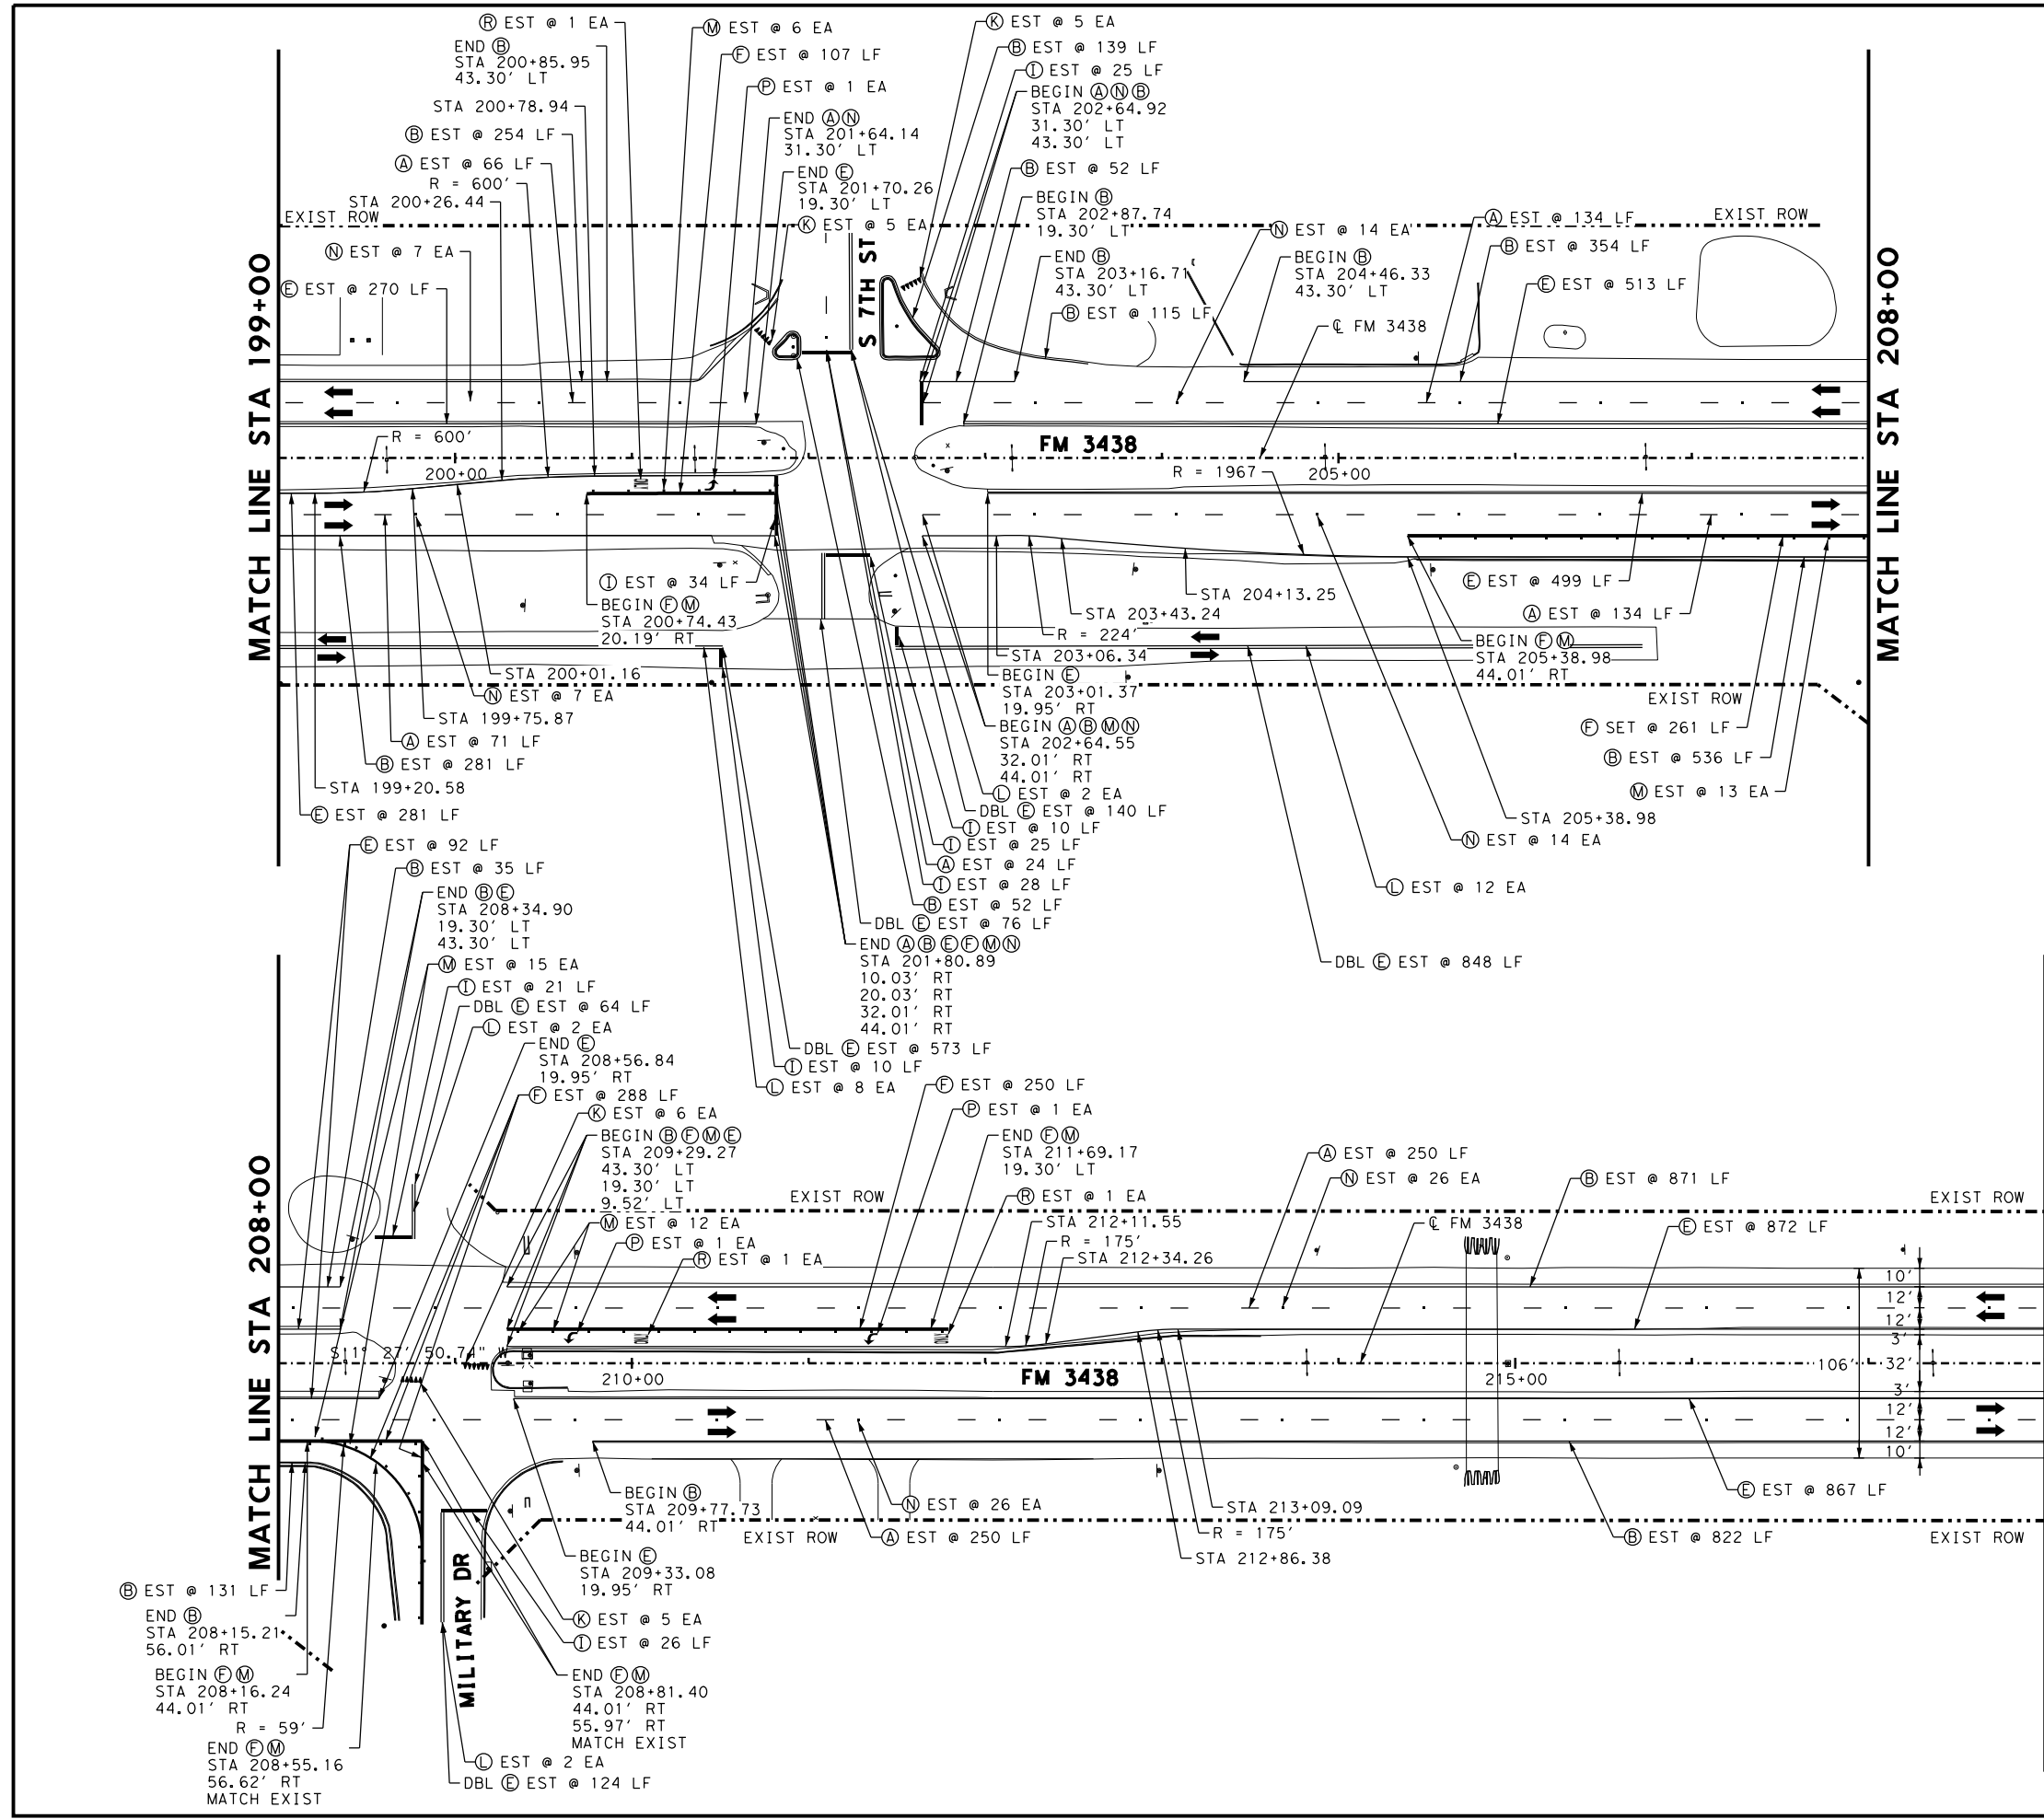 Ⓡ EST @ 1 EA
END Ⓑ
STA 200+85.95
43.30' LT
STA 200+78.94
Ⓑ EST @ 254 LF
Ⓐ EST @ 66 LF
R = 600'
STA 200+26.44
EXIST ROW
Ⓝ EST @ 7 EA
Ⓔ EST @ 270 LF
Ⓜ EST @ 6 EA
Ⓕ EST @ 107 LF
Ⓟ EST @ 1 EA
END ⒶⓃ
STA 201+64.14
31.30' LT
END Ⓔ
STA 201+70.26
19.30' LT
Ⓚ EST @ 5 EA
Ⓚ EST @ 5 EA
Ⓑ EST @ 139 LF
Ⓘ EST @ 25 LF
BEGIN ⒶⓃⒷ
STA 202+64.92
31.30' LT
43.30' LT
Ⓑ EST @ 52 LF
BEGIN Ⓑ
STA 202+87.74
19.30' LT
END Ⓑ
STA 203+16.71
43.30' LT
Ⓑ EST @ 115 LF
Ⓝ EST @ 14 EA
BEGIN Ⓑ
STA 204+46.33
43.30' LT
℄ FM 3438
Ⓐ EST @ 134 LF
Ⓑ EST @ 354 LF
Ⓔ EST @ 513 LF
EXIST ROW
S 7TH ST
MATCH LINE STA 199+00
MATCH LINE STA 208+00
R = 600'
200+00
FM 3438
R = 1967
205+00
Ⓘ EST @ 34 LF
BEGIN ⒻⓂ
STA 200+74.43
20.19' RT
STA 200+01.16
Ⓝ EST @ 7 EA
STA 199+75.87
Ⓐ EST @ 71 LF
Ⓑ EST @ 281 LF
STA 199+20.58
Ⓔ EST @ 281 LF
Ⓔ EST @ 499 LF
STA 204+13.25
STA 203+43.24
R = 224'
STA 203+06.34
BEGIN Ⓔ
STA 203+01.37
19.95' RT
BEGIN ⒶⒷⓂⓃ
STA 202+64.55
32.01' RT
44.01' RT
Ⓛ EST @ 2 EA
DBL Ⓔ EST @ 140 LF
Ⓘ EST @ 10 LF
Ⓘ EST @ 25 LF
Ⓐ EST @ 24 LF
Ⓘ EST @ 28 LF
Ⓑ EST @ 52 LF
DBL Ⓔ EST @ 76 LF
END ⒶⒷⒺⒻⓂⓃ
STA 201+80.89
10.03' RT
20.03' RT
32.01' RT
44.01' RT
DBL Ⓔ EST @ 573 LF
Ⓘ EST @ 10 LF
Ⓛ EST @ 8 EA
Ⓐ EST @ 134 LF
BEGIN ⒻⓂ
STA 205+38.98
44.01' RT
EXIST ROW
Ⓕ SET @ 261 LF
Ⓑ EST @ 536 LF
Ⓜ EST @ 13 EA
STA 205+38.98
Ⓝ EST @ 14 EA
Ⓛ EST @ 12 EA
DBL Ⓔ EST @ 848 LF
Ⓔ EST @ 92 LF
Ⓑ EST @ 35 LF
END ⒷⒺ
STA 208+34.90
19.30' LT
43.30' LT
Ⓜ EST @ 15 EA
Ⓘ EST @ 21 LF
DBL Ⓔ EST @ 64 LF
Ⓛ EST @ 2 EA
END Ⓔ
STA 208+56.84
19.95' RT
Ⓕ EST @ 288 LF
Ⓚ EST @ 6 EA
BEGIN ⒷⒻⓂⒺ
STA 209+29.27
43.30' LT
19.30' LT
9.52' LT
Ⓜ EST @ 12 EA
Ⓟ EST @ 1 EA
Ⓡ EST @ 1 EA
EXIST ROW
Ⓕ EST @ 250 LF
Ⓟ EST @ 1 EA
END ⒻⓂ
STA 211+69.17
19.30' LT
Ⓡ EST @ 1 EA
STA 212+11.55
R = 175'
STA 212+34.26
Ⓐ EST @ 250 LF
Ⓝ EST @ 26 EA
℄ FM 3438
Ⓑ EST @ 871 LF
Ⓔ EST @ 872 LF
EXIST ROW
MATCH LINE STA 208+00
S 1° 27' 50.74" W
210+00
FM 3438
215+00
10'
12'
12'
3'
106'
32'
3'
12'
12'
10'
BEGIN Ⓑ
STA 209+77.73
44.01' RT
Ⓝ EST @ 26 EA
EXIST ROW
Ⓐ EST @ 250 LF
STA 213+09.09
R = 175'
STA 212+86.38
Ⓔ EST @ 867 LF
Ⓑ EST @ 822 LF
EXIST ROW
BEGIN Ⓔ
STA 209+33.08
19.95' RT
Ⓚ EST @ 5 EA
Ⓘ EST @ 26 LF
END ⒻⓂ
STA 208+81.40
44.01' RT
55.97' RT
MATCH EXIST
MILITARY DR
Ⓑ EST @ 131 LF
END Ⓑ
STA 208+15.21
56.01' RT
BEGIN ⒻⓂ
STA 208+16.24
44.01' RT
R = 59'
END ⒻⓂ
STA 208+55.16
56.62' RT
MATCH EXIST
Ⓛ EST @ 2 EA
DBL Ⓔ EST @ 124 LF